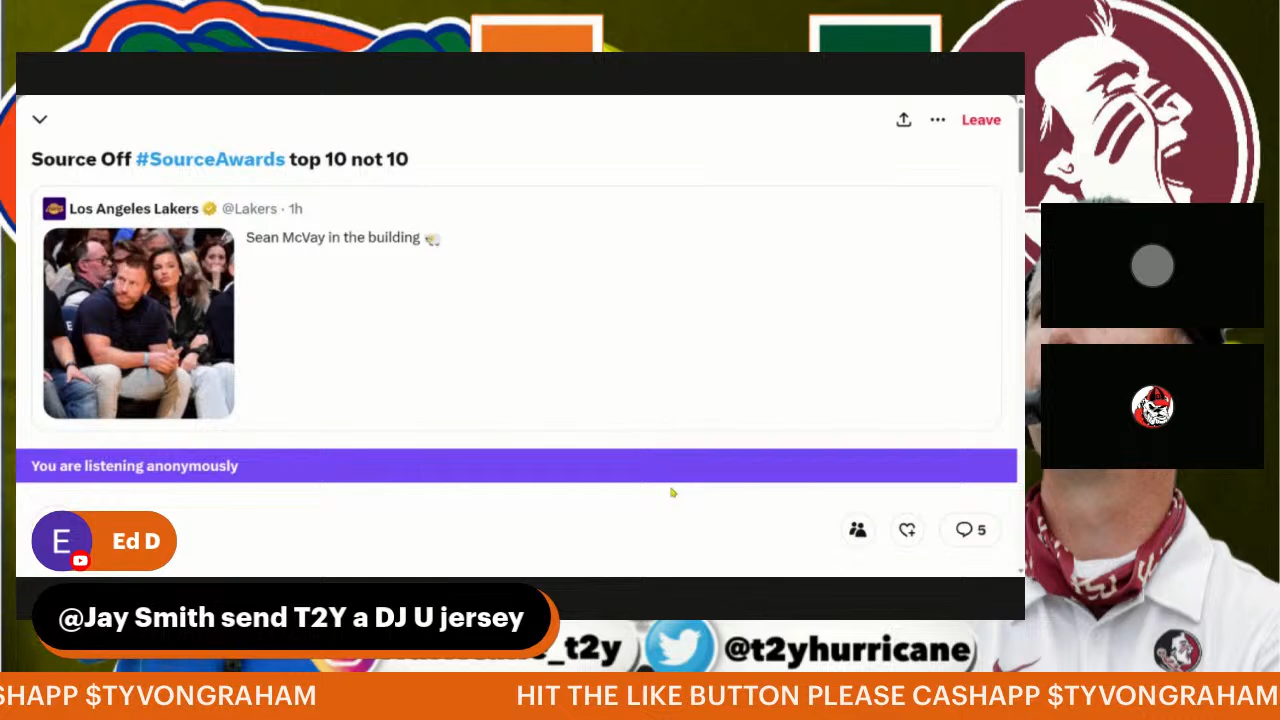 Leave
Source Off #SourceAwards top 10 not 10
Los Angeles Lakers @Lakers · 1h
Sean McVay in the building
You are listening anonymously
E
Ed D
5
@Jay Smith send T2Y a DJ U jersey
_t2y
@t2yhurricane
SHAPP $TYVONGRAHAM
HIT THE LIKE BUTTON PLEASE CASHAPP $TYVONGRAHAM